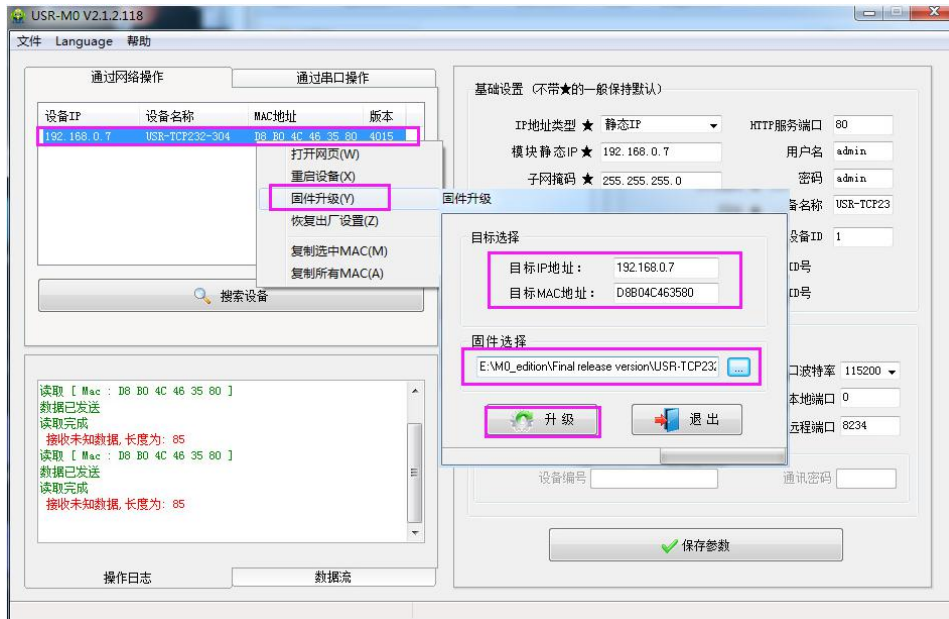 USR-M0 V2.1.2.118
文件 Language 帮助
通过网络操作 通过串口操作
设备IP 设备名称 MAC地址 版本
192.168.0.7 USR-TCP232-304 D8 B0 4C 46 35 80 4015
打开网页(W)
重启设备(X)
固件升级(Y)
恢复出厂设置(Z)
复制选中MAC(M)
复制所有MAC(A)
搜索设备
读取 [ Mac : D8 B0 4C 46 35 80 ]
数据已发送
读取完成
接收未知数据,长度为: 85
读取 [ Mac : D8 B0 4C 46 35 80 ]
数据已发送
读取完成
接收未知数据,长度为: 85
操作日志 数据流
基础设置 (不带★的一般保持默认)
IP地址类型 ★ 静态IP HTTP服务端口 80
模块静态IP ★ 192.168.0.7 用户名 admin
子网掩码 ★ 255.255.255.0 密码 admin
备名称 USR-TCP23
设备ID 1
ID号
ID号
固件升级
目标选择
目标IP地址: 192.168.0.7
目标MAC地址: D8B04C463580
固件选择
E:\M0_edition\Final release version\USR-TCP232 ...
升级 退出
口波特率 115200
本地端口 0
远程端口 8234
设备编号 通讯密码
保存参数